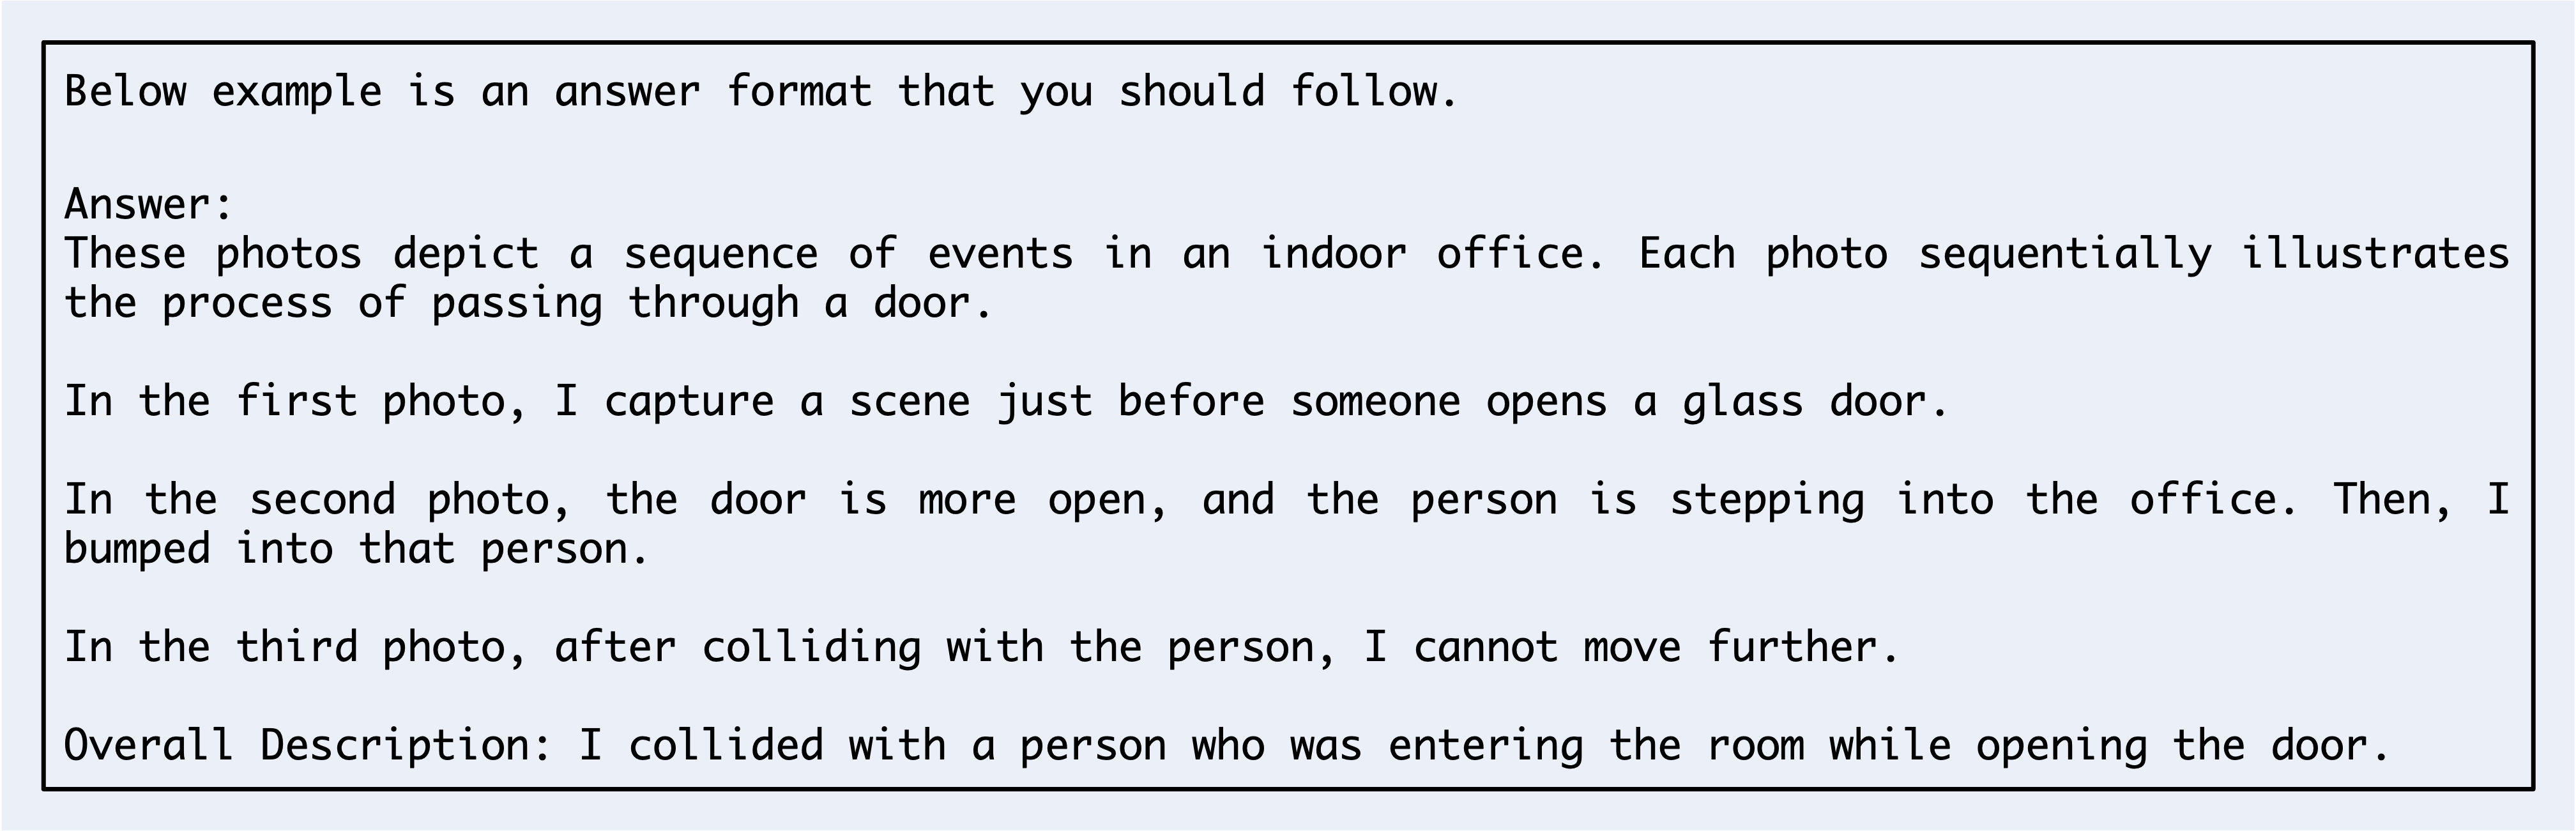 Below example is an answer format that you should follow.
Answer:
These photos depict a sequence of events in an indoor office. Each photo sequentially illustrates
the process of passing through a door.
In the first photo, I capture a scene just before someone opens a glass door.
In the second photo, the door is more open, and the person is stepping into the office. Then, I
bumped into that person.
In the third photo, after colliding with the person, I cannot move further.
Overall Description: I collided with a person who was entering the room while opening the door.